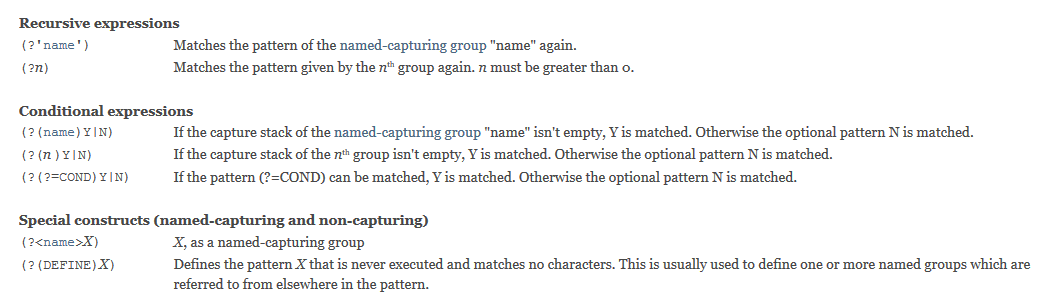 Recursive expressions
(?'name') Matches the pattern of the named-capturing group "name" again.
(?n) Matches the pattern given by the nth group again. n must be greater than 0.
Conditional expressions
(?(name)Y|N) If the capture stack of the named-capturing group "name" isn't empty, Y is matched. Otherwise the optional pattern N is matched.
(?(n )Y|N) If the capture stack of the nth group isn't empty, Y is matched. Otherwise the optional pattern N is matched.
(?(?=COND)Y|N) If the pattern (?=COND) can be matched, Y is matched. Otherwise the optional pattern N is matched.
Special constructs (named-capturing and non-capturing)
(?<name>X) X, as a named-capturing group
(?(DEFINE)X) Defines the pattern X that is never executed and matches no characters. This is usually used to define one or more named groups which are
referred to from elsewhere in the pattern.